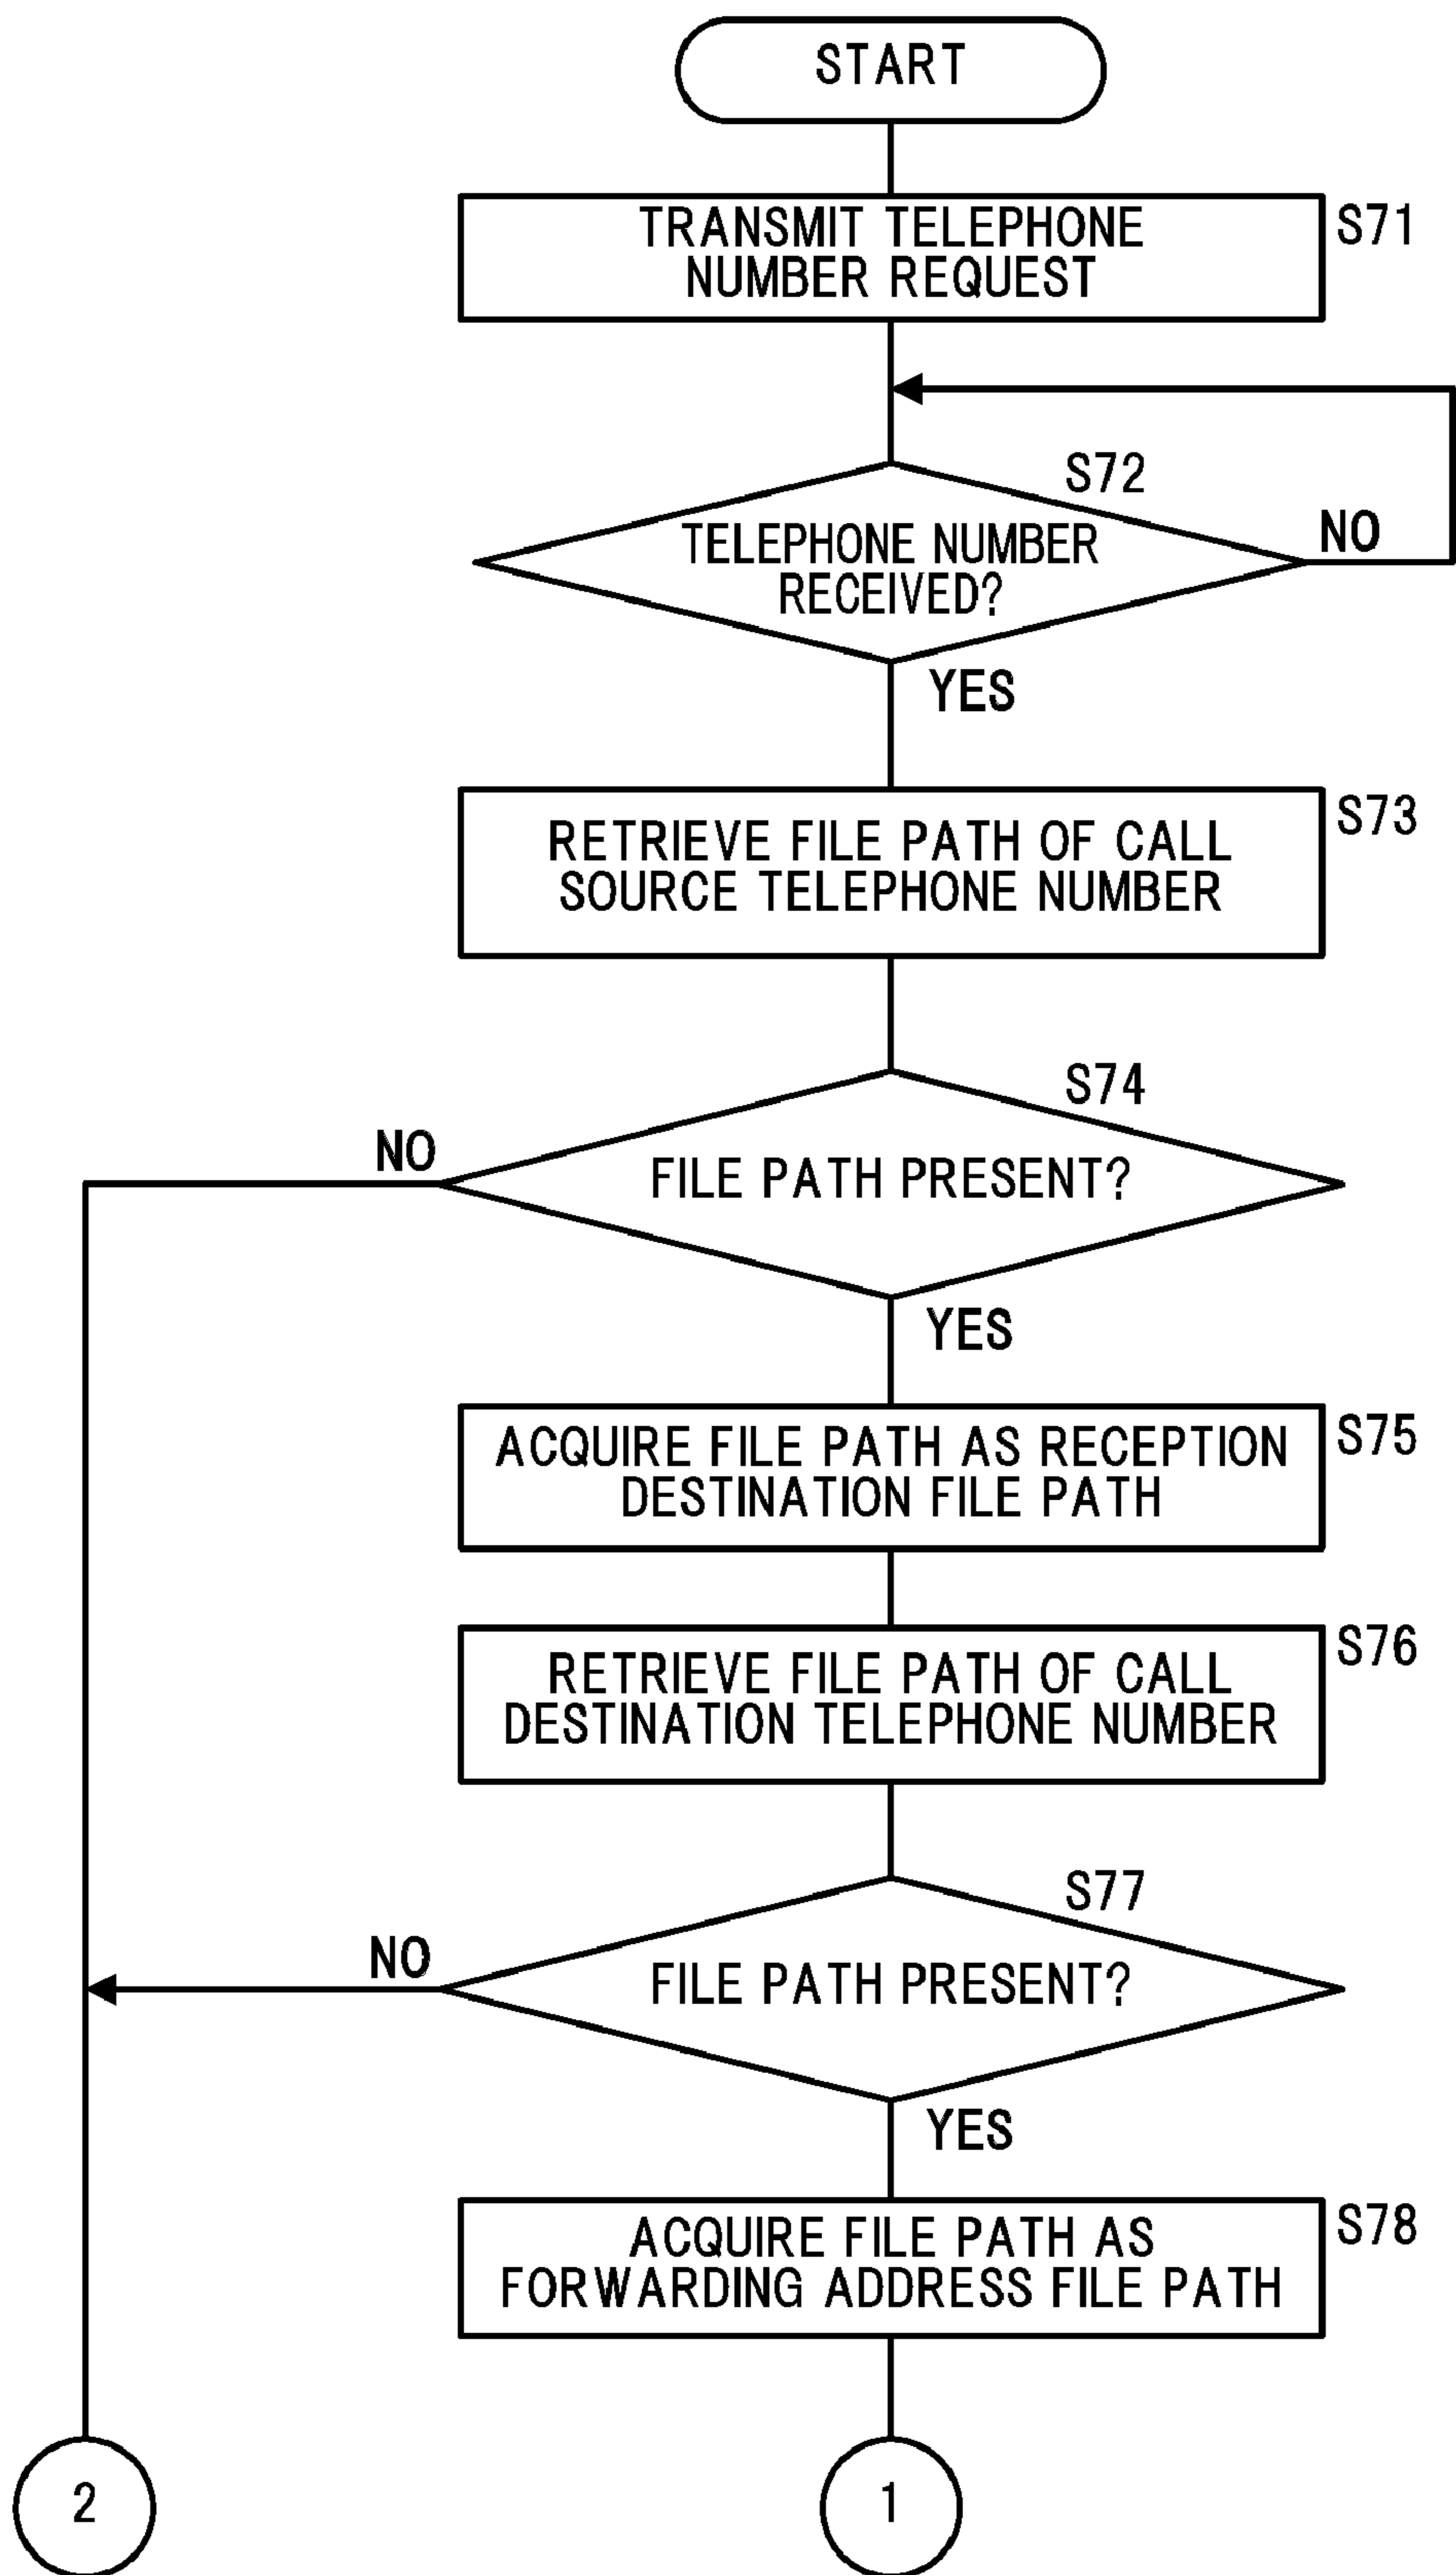 START
TRANSMIT TELEPHONE
NUMBER REQUEST
S71
S72
TELEPHONE NUMBER
RECEIVED?
NO
YES
RETRIEVE FILE PATH OF CALL
SOURCE TELEPHONE NUMBER
S73
S74
NO
FILE PATH PRESENT?
YES
ACQUIRE FILE PATH AS RECEPTION
DESTINATION FILE PATH
S75
RETRIEVE FILE PATH OF CALL
DESTINATION TELEPHONE NUMBER
S76
S77
NO
FILE PATH PRESENT?
YES
ACQUIRE FILE PATH AS
FORWARDING ADDRESS FILE PATH
S78
2
1